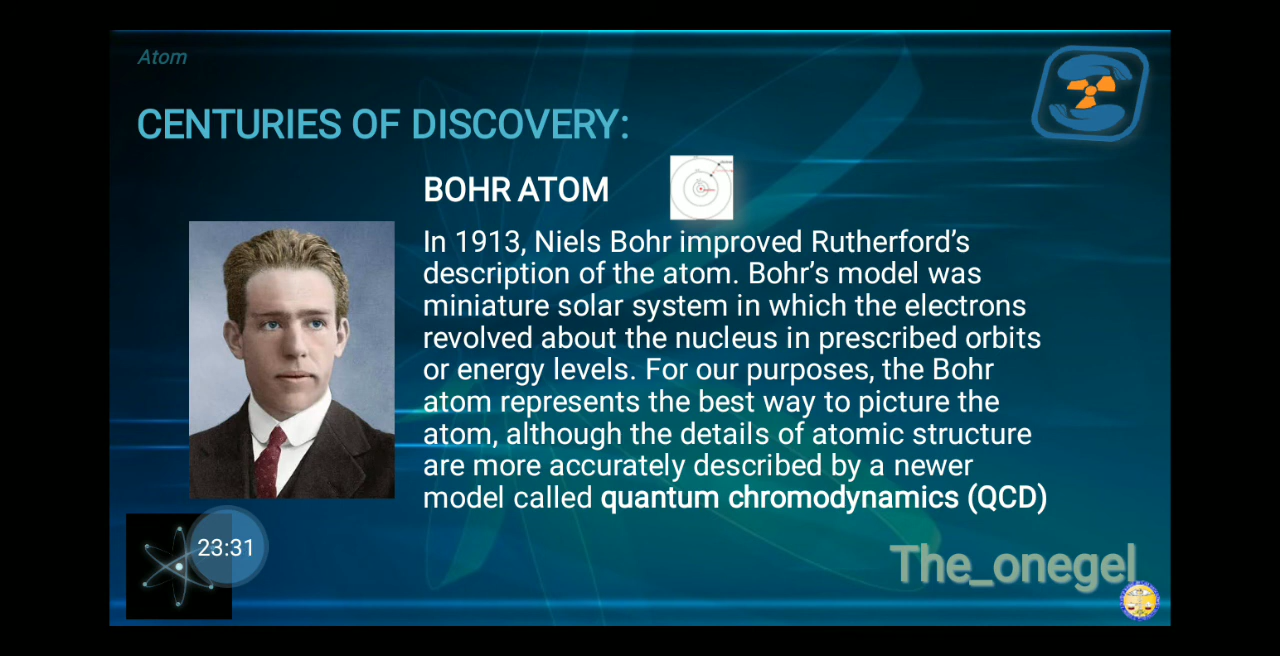 Atom
CENTURIES OF DISCOVERY:
BOHR ATOM
In 1913, Niels Bohr improved Rutherford’s
description of the atom. Bohr’s model was
miniature solar system in which the electrons
revolved about the nucleus in prescribed orbits
or energy levels. For our purposes, the Bohr
atom represents the best way to picture the
atom, although the details of atomic structure
are more accurately described by a newer
model called quantum chromodynamics (QCD)
23:31
The_onegel